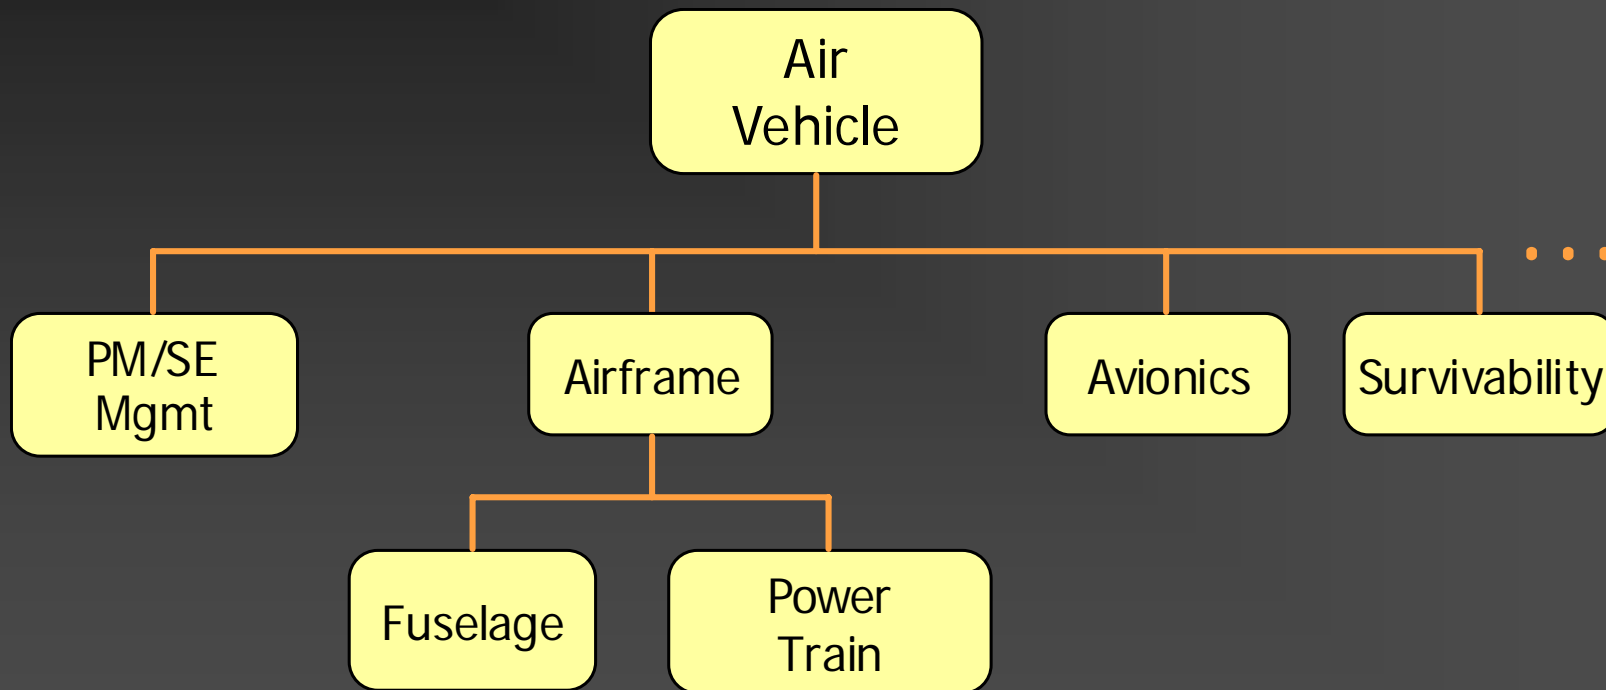 Air
Vehicle
PM/SE
Mgmt
Airframe
Avionics
Survivability
Fuselage
Power
Train